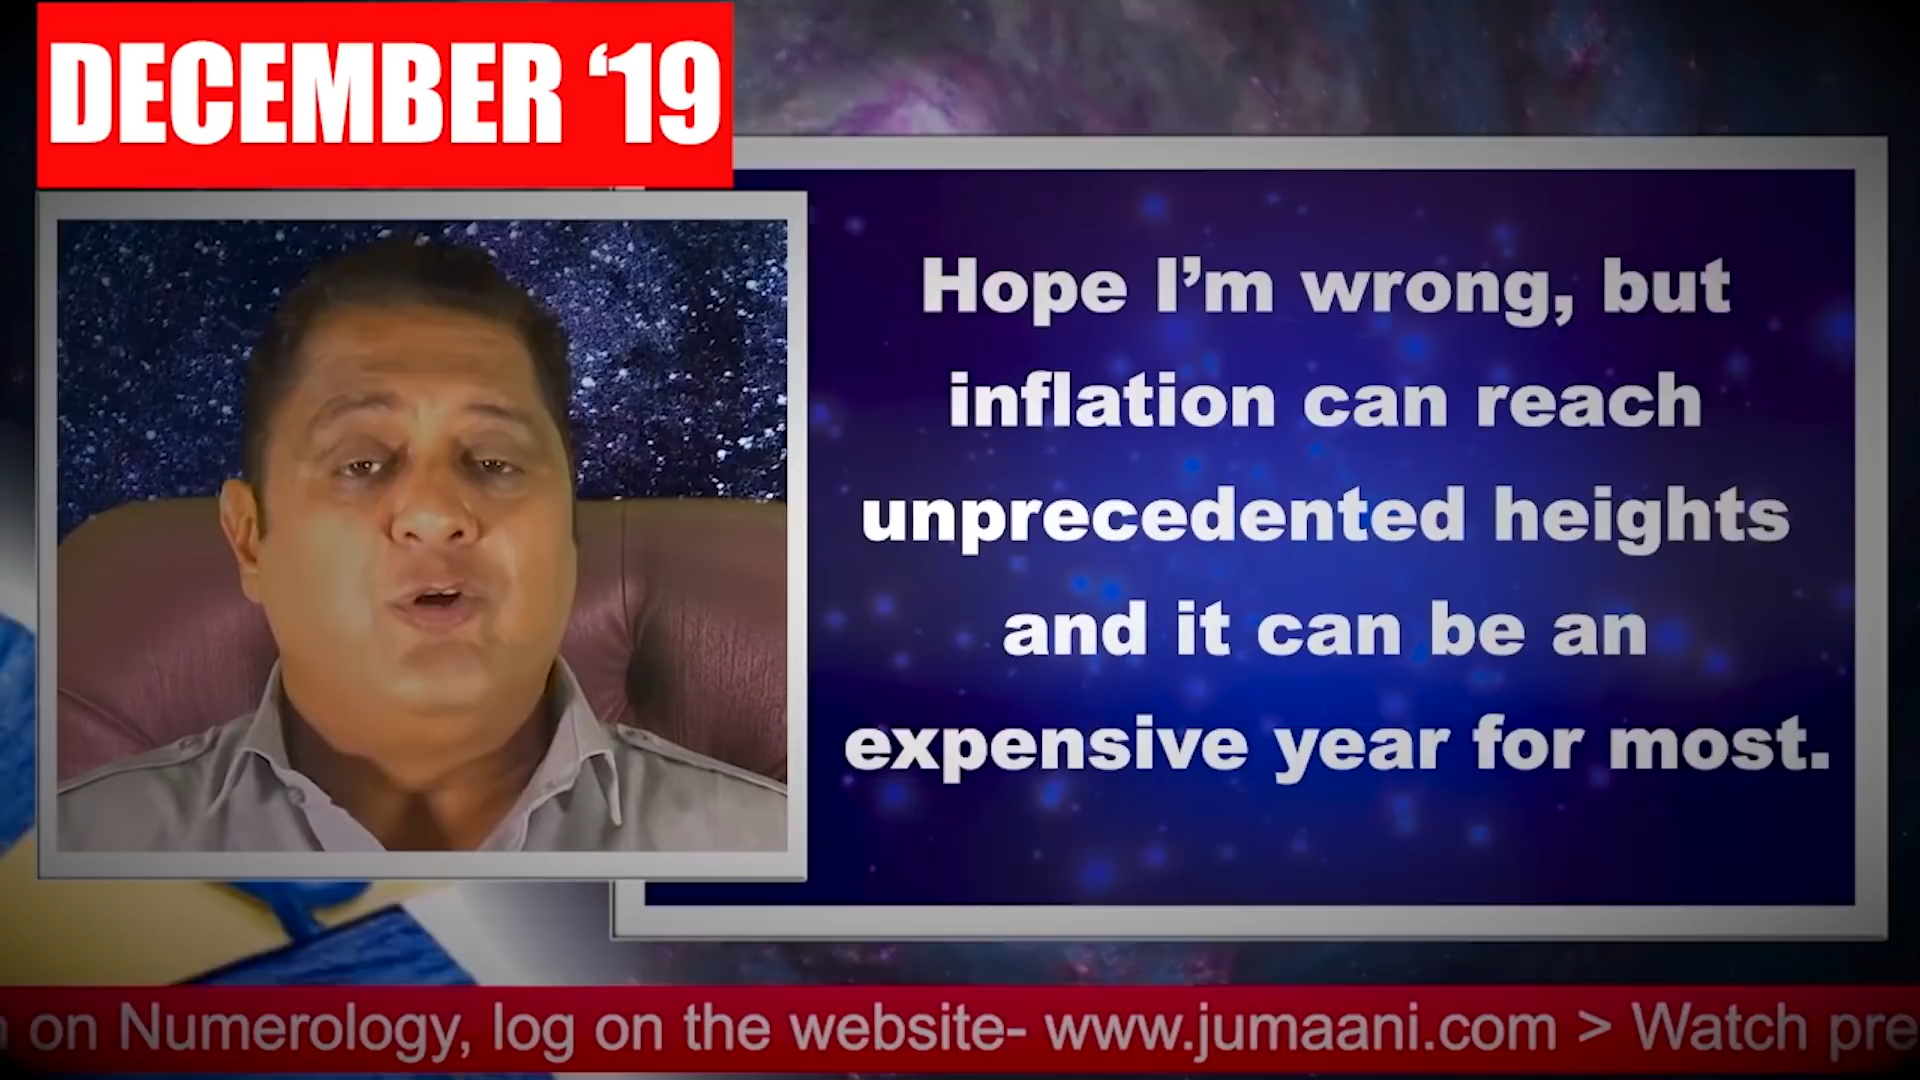 DECEMBER ‘19
Hope I’m wrong, but
inflation can reach
unprecedented heights
and it can be an
expensive year for most.
on Numerology, log on the website- www.jumaani.com > Watch pre